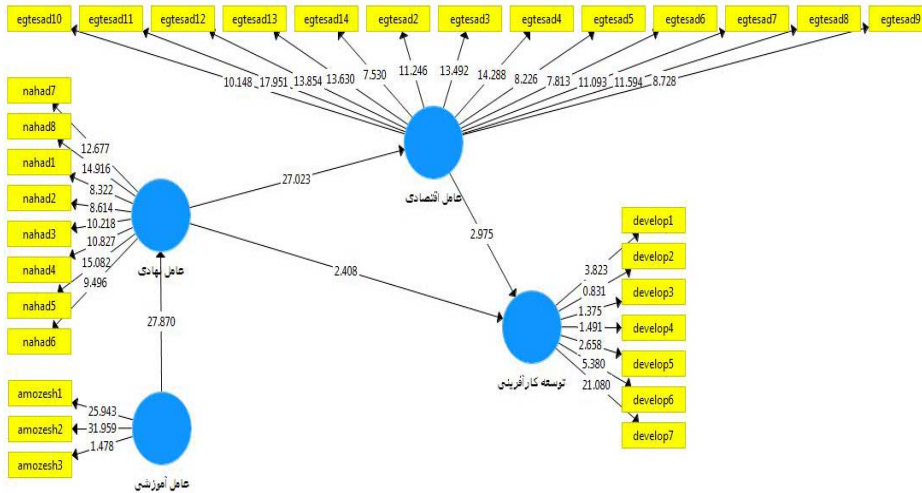 egtesad10 egtesad11 egtesad12 egtesad13 egtesad14 egtesad2 egtesad3 egtesad4 egtesad5 egtesad6 egtesad7 egtesad8 egtesad9
10.148 17.951 13.854 13.630 7.530 11.246 13.492 14.288 8.226 7.813 11.093 11.594 8.728
عامل اقتصادی
nahad7
nahad8
nahad1
nahad2
nahad3
nahad4
nahad5
nahad6
12.677
14.916
8.322
8.614
10.218
10.827
15.082
9.496
عامل نهادی
27.023
2.975
2.408
27.870
develop1
develop2
develop3
develop4
develop5
develop6
develop7
3.823
0.831
1.375
1.491
2.658
5.380
21.080
توسعه کارآفرینی
amozesh1
amozesh2
amozesh3
25.943
31.959
1.478
عامل آموزشی